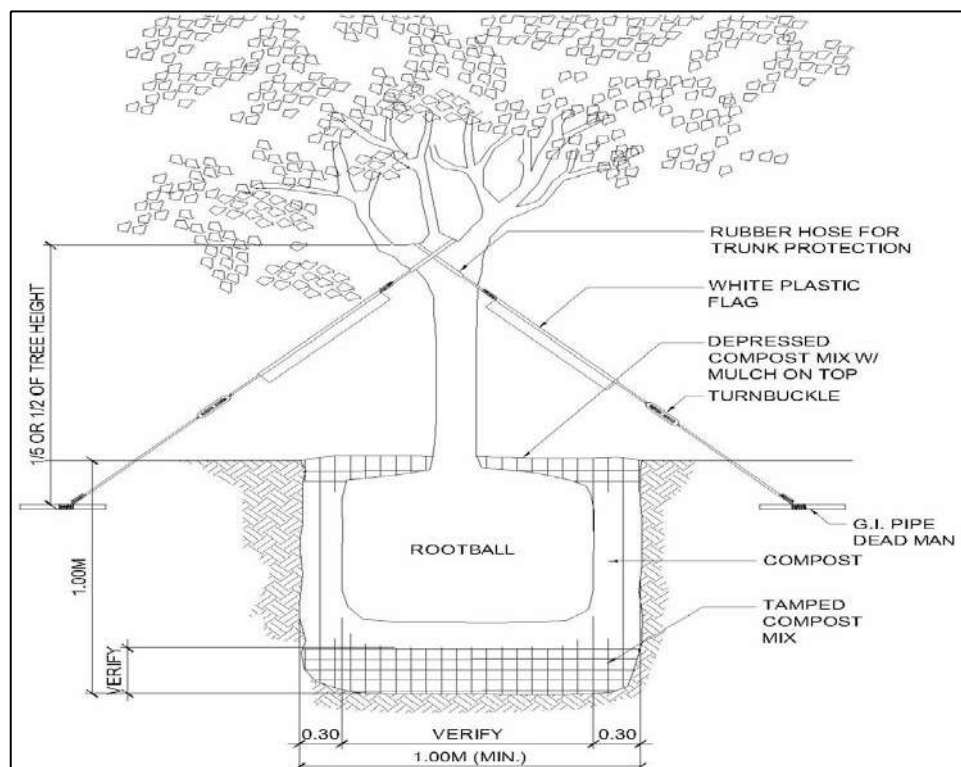 RUBBER HOSE FOR
TRUNK PROTECTION
WHITE PLASTIC
FLAG
DEPRESSED
COMPOST MIX W/
MULCH ON TOP
TURNBUCKLE
1/5 OR 1/2 OF TREE HEIGHT
G.I. PIPE
DEAD MAN
ROOTBALL
COMPOST
1.00M
TAMPED
COMPOST
MIX
VERIFY
0.30
VERIFY
0.30
1.00M (MIN.)